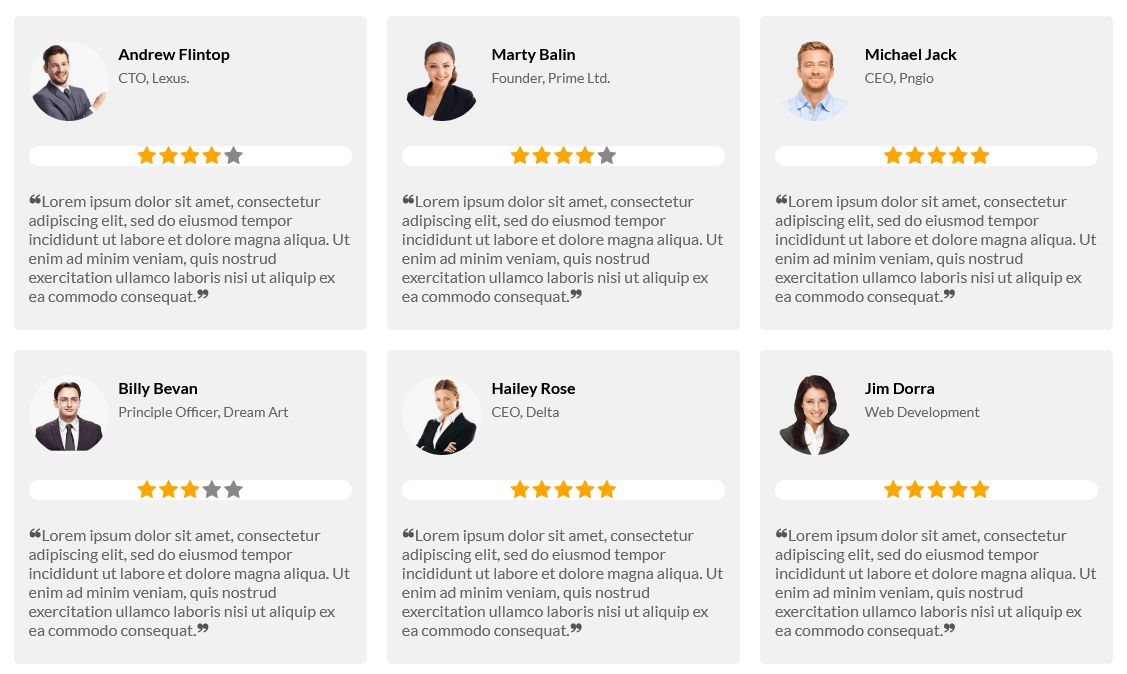 Andrew Flintop
CTO, Lexus.
❝Lorem ipsum dolor sit amet, consectetur
adipiscing elit, sed do eiusmod tempor
incididunt ut labore et dolore magna aliqua. Ut
enim ad minim veniam, quis nostrud
exercitation ullamco laboris nisi ut aliquip ex
ea commodo consequat.❞
Marty Balin
Founder, Prime Ltd.
❝Lorem ipsum dolor sit amet, consectetur
adipiscing elit, sed do eiusmod tempor
incididunt ut labore et dolore magna aliqua. Ut
enim ad minim veniam, quis nostrud
exercitation ullamco laboris nisi ut aliquip ex
ea commodo consequat.❞
Michael Jack
CEO, Pngio
❝Lorem ipsum dolor sit amet, consectetur
adipiscing elit, sed do eiusmod tempor
incididunt ut labore et dolore magna aliqua. Ut
enim ad minim veniam, quis nostrud
exercitation ullamco laboris nisi ut aliquip ex
ea commodo consequat.❞
Billy Bevan
Principle Officer, Dream Art
❝Lorem ipsum dolor sit amet, consectetur
adipiscing elit, sed do eiusmod tempor
incididunt ut labore et dolore magna aliqua. Ut
enim ad minim veniam, quis nostrud
exercitation ullamco laboris nisi ut aliquip ex
ea commodo consequat.❞
Hailey Rose
CEO, Delta
❝Lorem ipsum dolor sit amet, consectetur
adipiscing elit, sed do eiusmod tempor
incididunt ut labore et dolore magna aliqua. Ut
enim ad minim veniam, quis nostrud
exercitation ullamco laboris nisi ut aliquip ex
ea commodo consequat.❞
Jim Dorra
Web Development
❝Lorem ipsum dolor sit amet, consectetur
adipiscing elit, sed do eiusmod tempor
incididunt ut labore et dolore magna aliqua. Ut
enim ad minim veniam, quis nostrud
exercitation ullamco laboris nisi ut aliquip ex
ea commodo consequat.❞